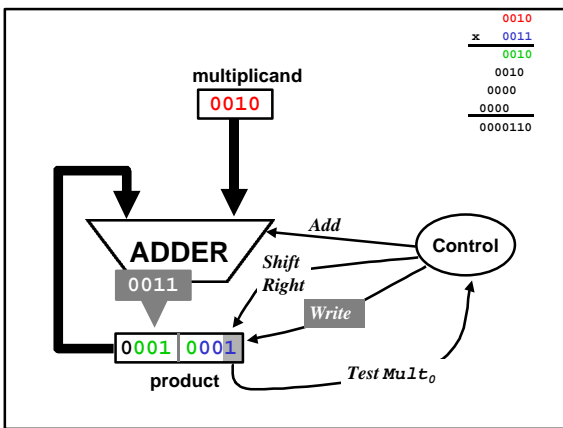 0010
x 0011
0010
0010
0000
0000
0000110
multiplicand
0010
ADDER
Add
Control
Shift
Right
0011
Write
0001 0001
product
Test Mult0